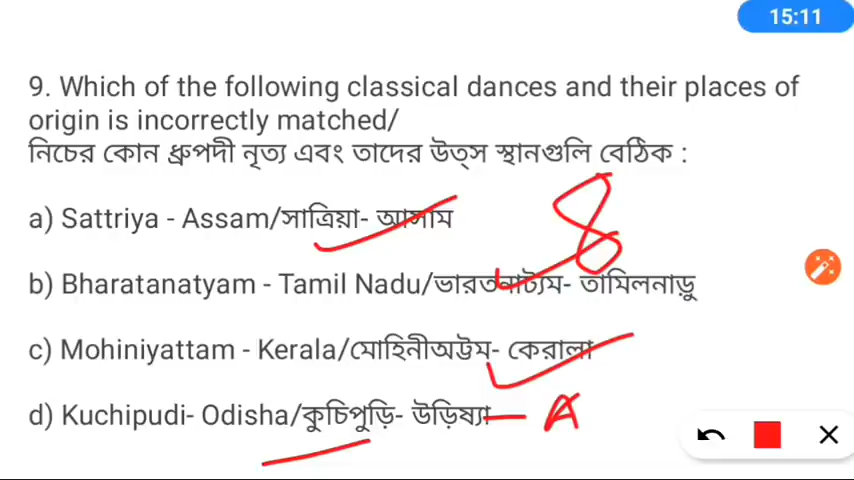 15:11
9. Which of the following classical dances and their places of
origin is incorrectly matched/
নিচের কোন ধ্রুপদী নৃত্য এবং তাদের উত্স স্থানগুলি বেঠিক :
8
a) Sattriya - Assam/সাত্রিয়া- আসাম
b) Bharatanatyam - Tamil Nadu/ভারতনাট্যম- তামিলনাড়ু
c) Mohiniyattam - Kerala/মোহিনীঅট্টম- কেরালা
d) Kuchipudi- Odisha/কুচিপুড়ি- উড়িষ্যা — A